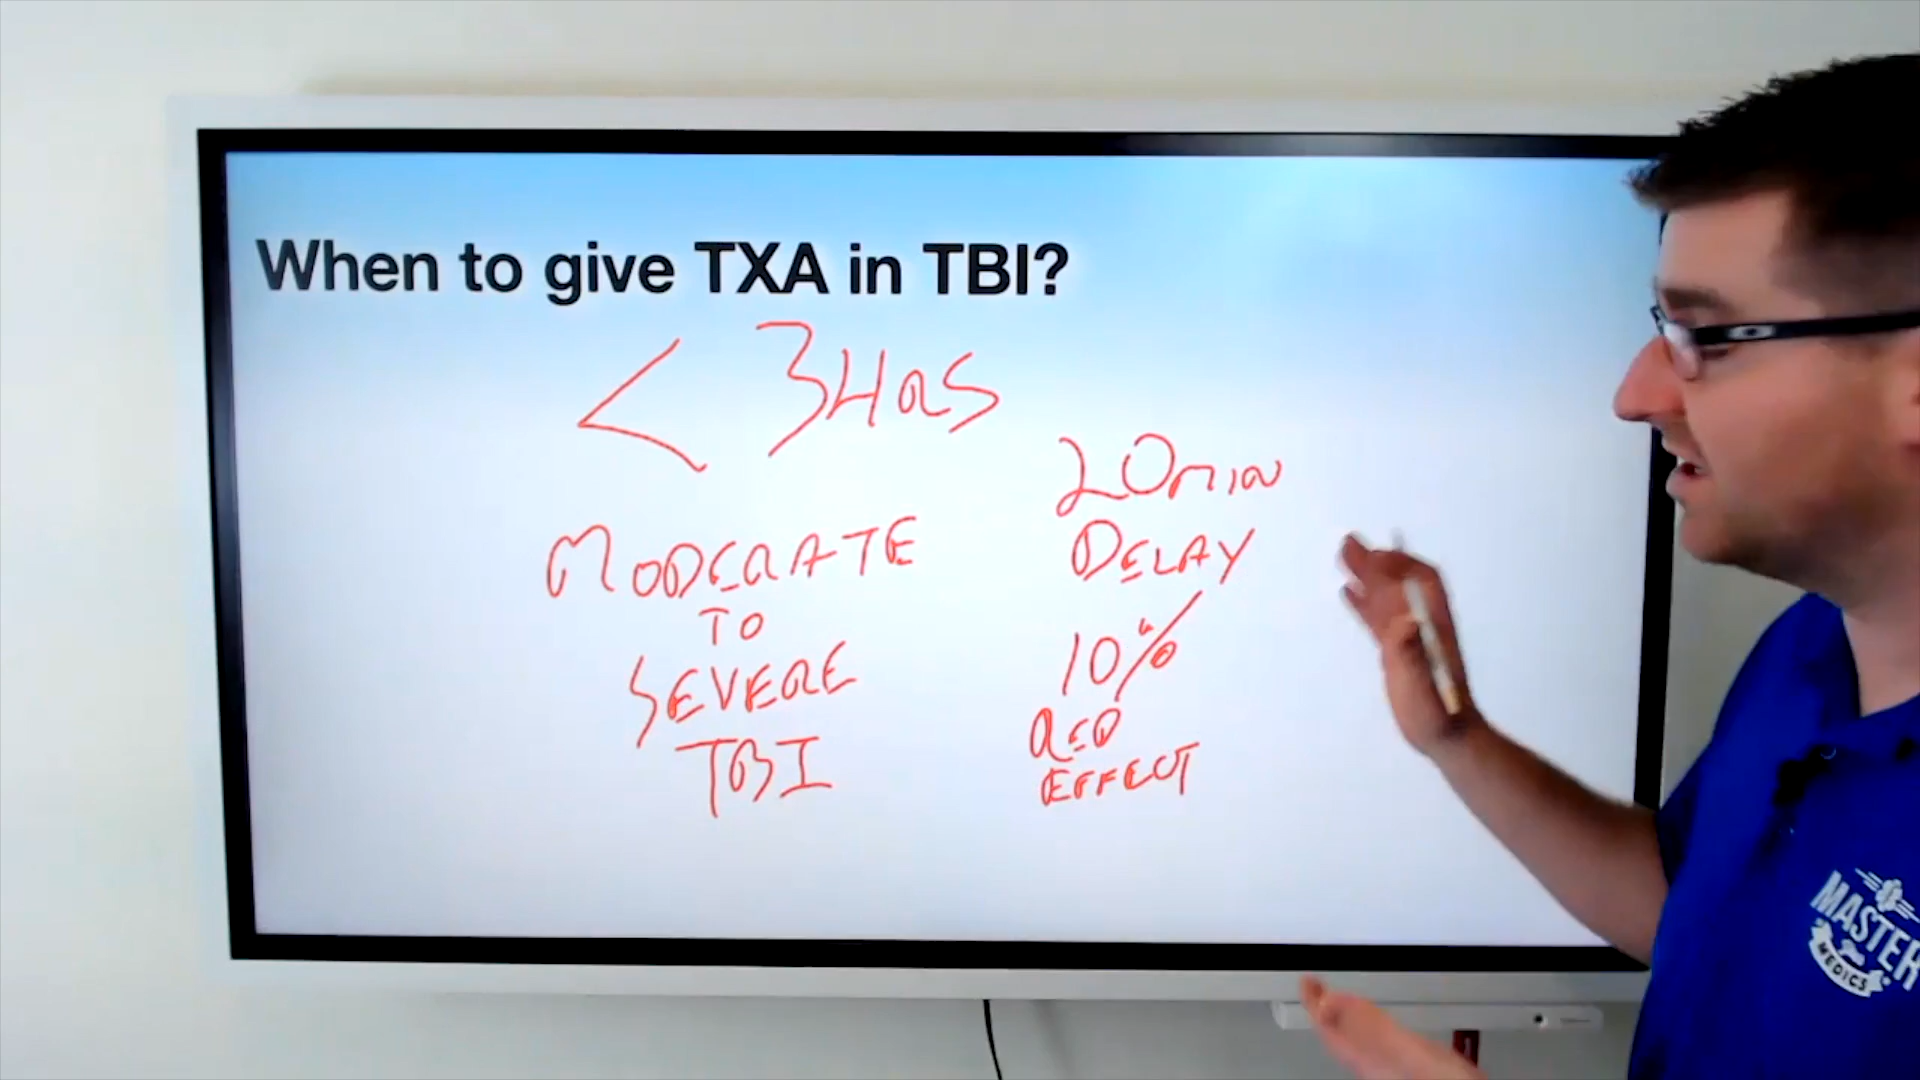 When to give TXA in TBI?
< 3HRS
MODERATE
TO
SEVERE
TBI
20min
DELAY
10%
RED
EFFECT
MASTER
MEDICS